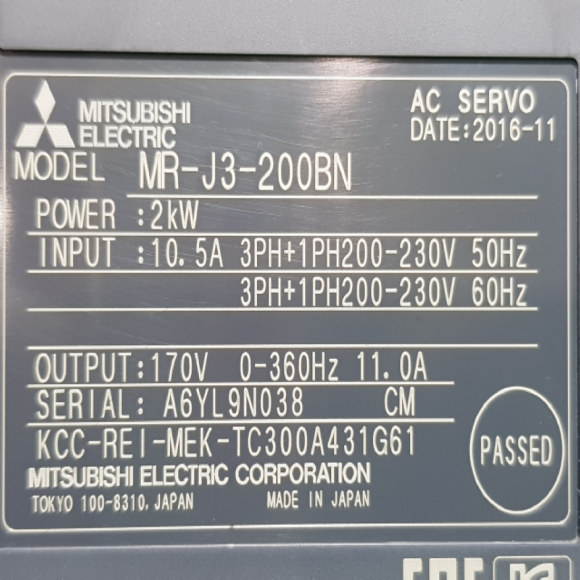 MITSUBISHI ELECTRIC
AC SERVO
DATE:2016-11
MODEL MR-J3-200BN
POWER :2kW
INPUT :10.5A 3PH+1PH200-230V 50Hz
3PH+1PH200-230V 60Hz
OUTPUT:170V 0-360Hz 11.0A
SERIAL: A6YL9N038 CM
KCC-REI-MEK-TC300A431G61
PASSED
MITSUBISHI ELECTRIC CORPORATION
TOKYO 100-8310, JAPAN MADE IN JAPAN